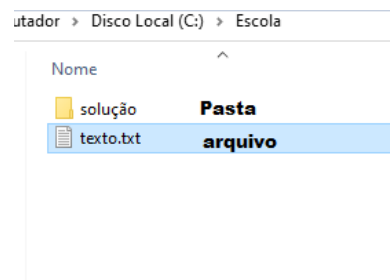 utador > Disco Local (C:) > Escola
Nome
solução Pasta
texto.txt arquivo